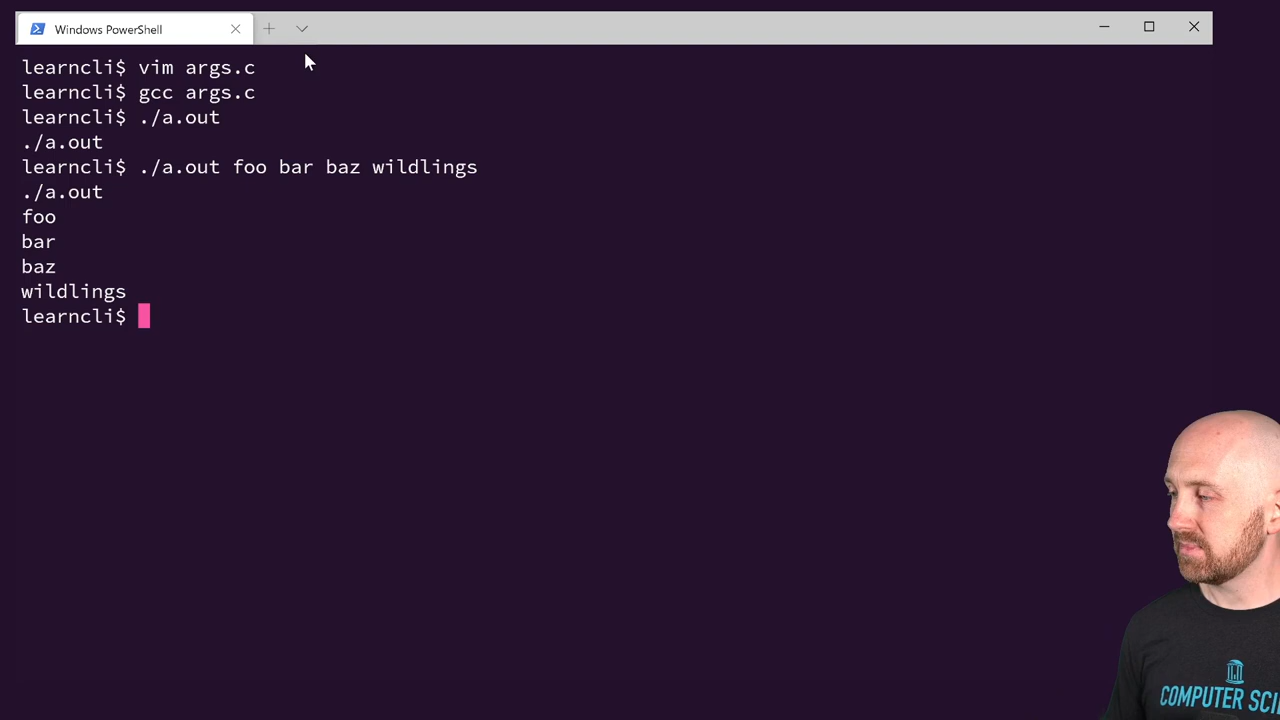 Windows PowerShell
learncli$ vim args.c
learncli$ gcc args.c
learncli$ ./a.out
./a.out
learncli$ ./a.out foo bar baz wildlings
./a.out
foo
bar
baz
wildlings
learncli$
COMPUTER SCI